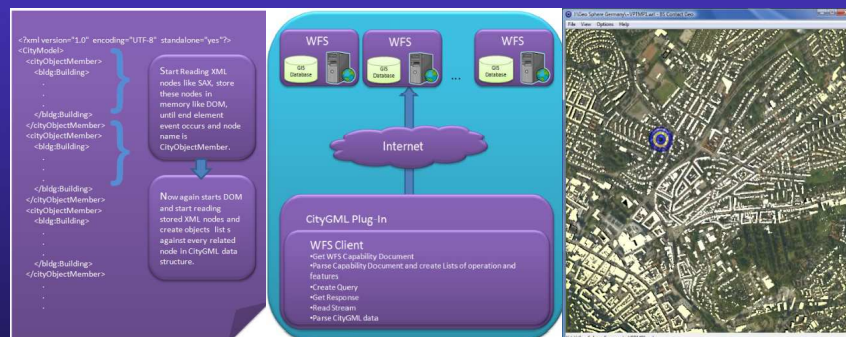 <?xml version="1.0" encoding="UTF-8" standalone="yes"?>
<CityModel>
<cityObjectMember>
<bldg:Building>
.
.
.
</bldg:Building>
</cityObjectMember>
<cityObjectMember>
<bldg:Building>
.
.
.
</bldg:Building>
</cityObjectMember>
<cityObjectMember>
<bldg:Building>
.
.
.
</bldg:Building>
</cityObjectMember>
.
.
.
Start Reading XML
nodes like SAX, store
these nodes in
memory like DOM,
until end element
event occurs and node
name is
CityObjectMember.
Now again starts DOM
and start reading
stored XML nodes and
create objects list s
against every related
node in CityGML data
structure.
WFS
GIS
Database
WFS
GIS
Database
...
WFS
GIS
Database
Internet
CityGML Plug-In
WFS Client
•Get WFS Capability Document
•Parse Capability Document and create Lists of operation and
features
•Create Query
•Get Response
•Read Stream
•Parse CityGML data
File View Options Help